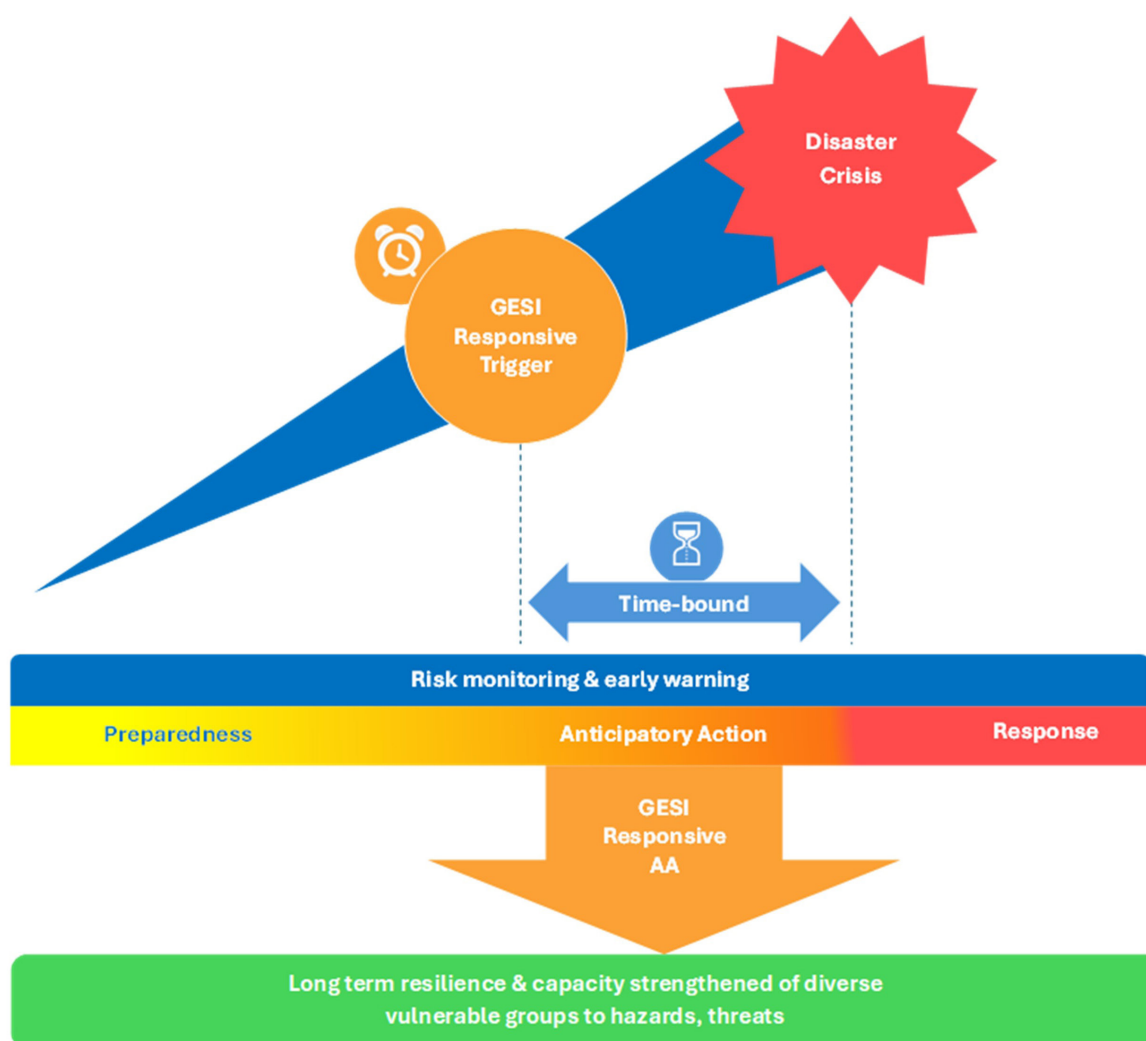 Disaster
Crisis
GESI
Responsive
Trigger
Time-bound
Risk monitoring & early warning
Preparedness
Anticipatory Action
Response
GESI
Responsive
AA
Long term resilience & capacity strengthened of diverse
vulnerable groups to hazards, threats